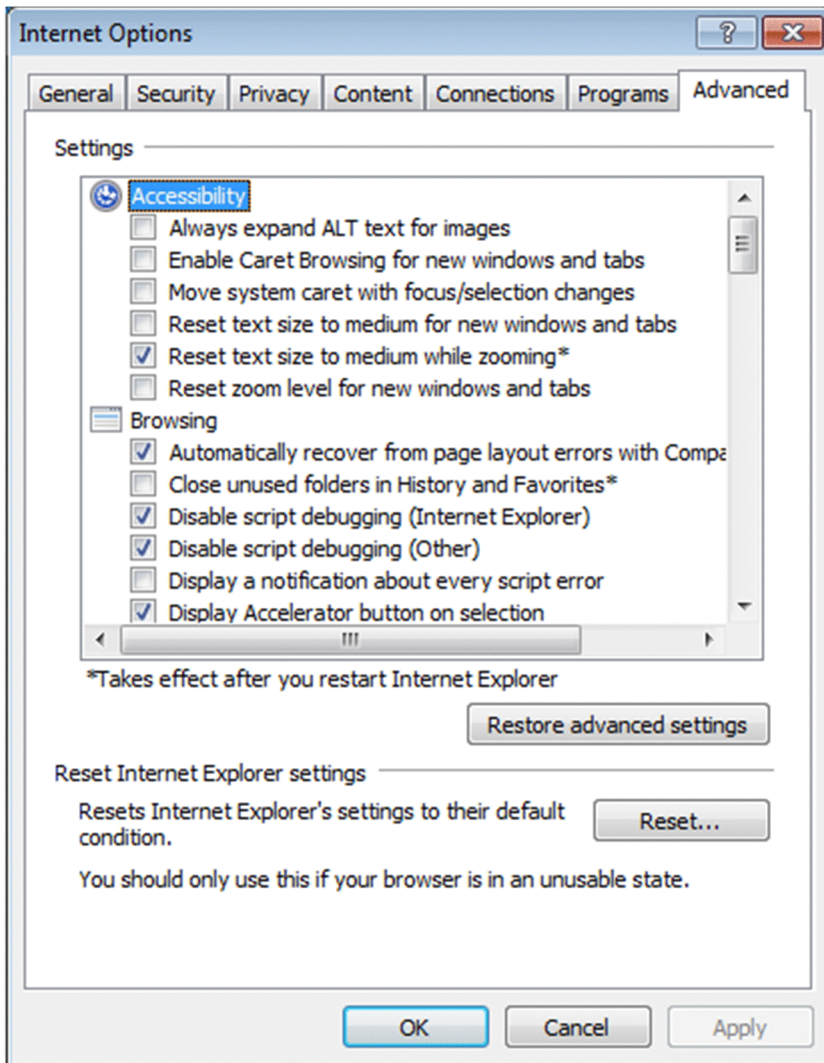 Internet Options
General Security Privacy Content Connections Programs Advanced
Settings
Accessibility
Always expand ALT text for images
Enable Caret Browsing for new windows and tabs
Move system caret with focus/selection changes
Reset text size to medium for new windows and tabs
Reset text size to medium while zooming*
Reset zoom level for new windows and tabs
Browsing
Automatically recover from page layout errors with Compa
Close unused folders in History and Favorites*
Disable script debugging (Internet Explorer)
Disable script debugging (Other)
Display a notification about every script error
Display Accelerator button on selection
*Takes effect after you restart Internet Explorer
Restore advanced settings
Reset Internet Explorer settings
Resets Internet Explorer's settings to their default
condition.
Reset...
You should only use this if your browser is in an unusable state.
OK Cancel Apply